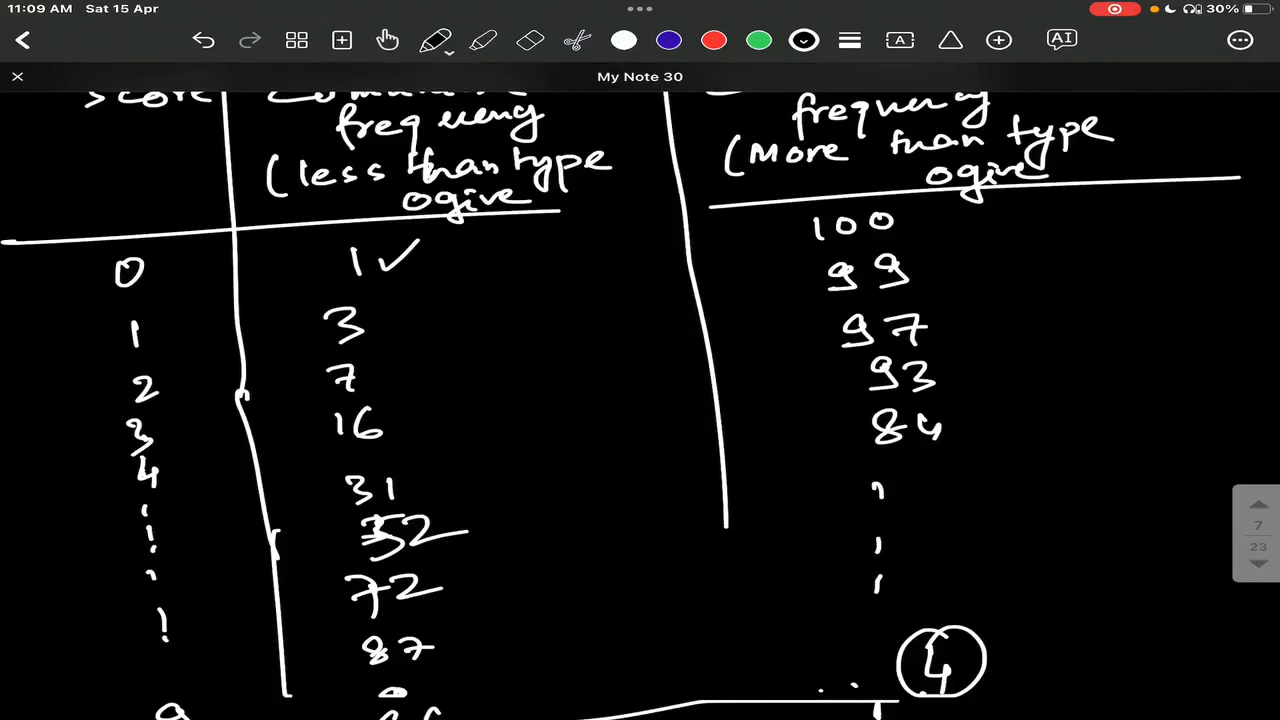 11:09 AM Sat 15 Apr
30%
A
AI
My Note 30
score
frequency
(less than type
ogive
frequency
(More than type
ogive
0 1 100
1 3 99
2 7 97
3 16 93
4 31 84
52
72
87
9
4
7
23